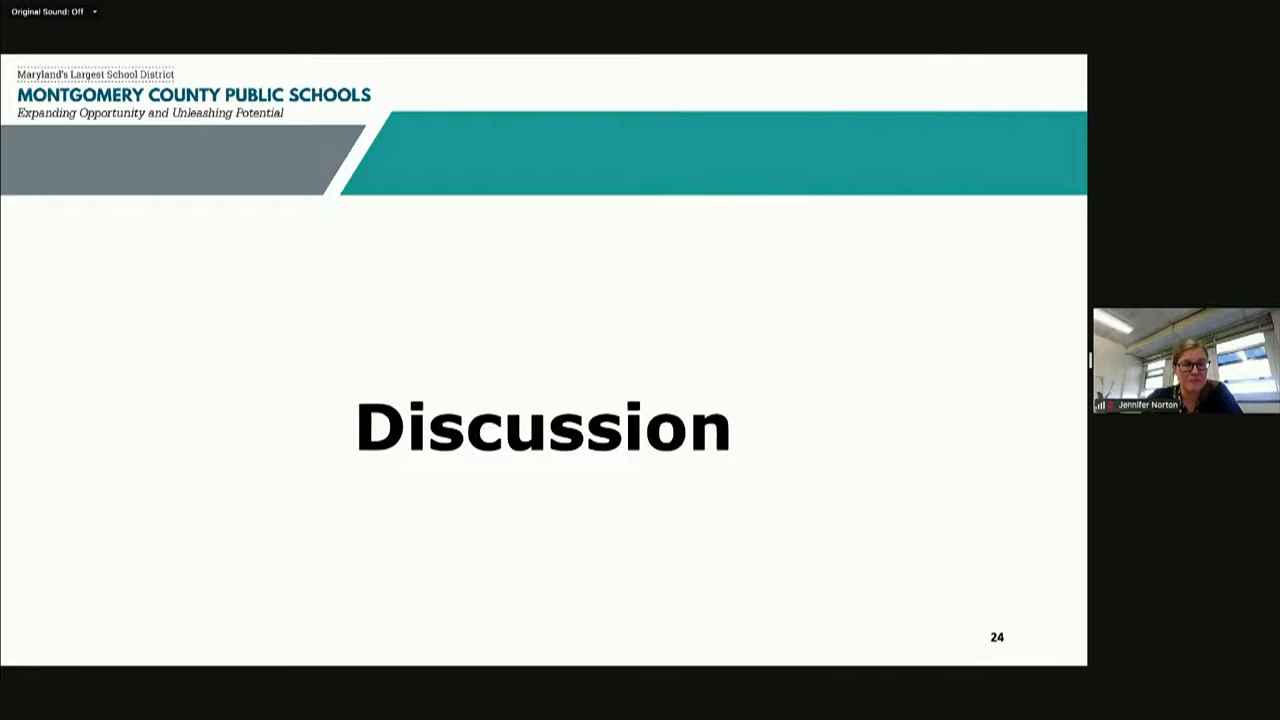 Original Sound: Off
Maryland's Largest School District
MONTGOMERY COUNTY PUBLIC SCHOOLS
Expanding Opportunity and Unleashing Potential
Discussion
Jennifer Norton
24